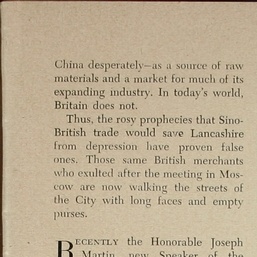 China desperately—as a source of raw
materials and a market for much of its
expanding industry. In today's world,
Britain does not.
Thus, the rosy prophecies that Sino-
British trade would save Lancashire
from depression have proven false
ones. Those same British merchants
who exulted after the meeting in Mos-
cow are now walking the streets of
the City with long faces and empty
purses.
RECENTLY the Honorable Joseph
Martin, new Speaker of the